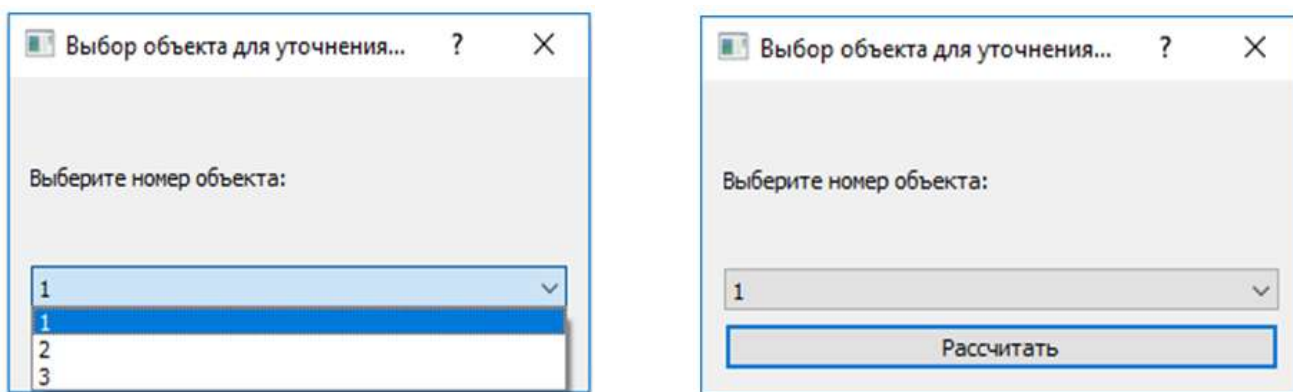 Выбор объекта для уточнения... ?
Выберите номер объекта:
1
1
2
3
Выбор объекта для уточнения... ?
Выберите номер объекта:
1
Рассчитать